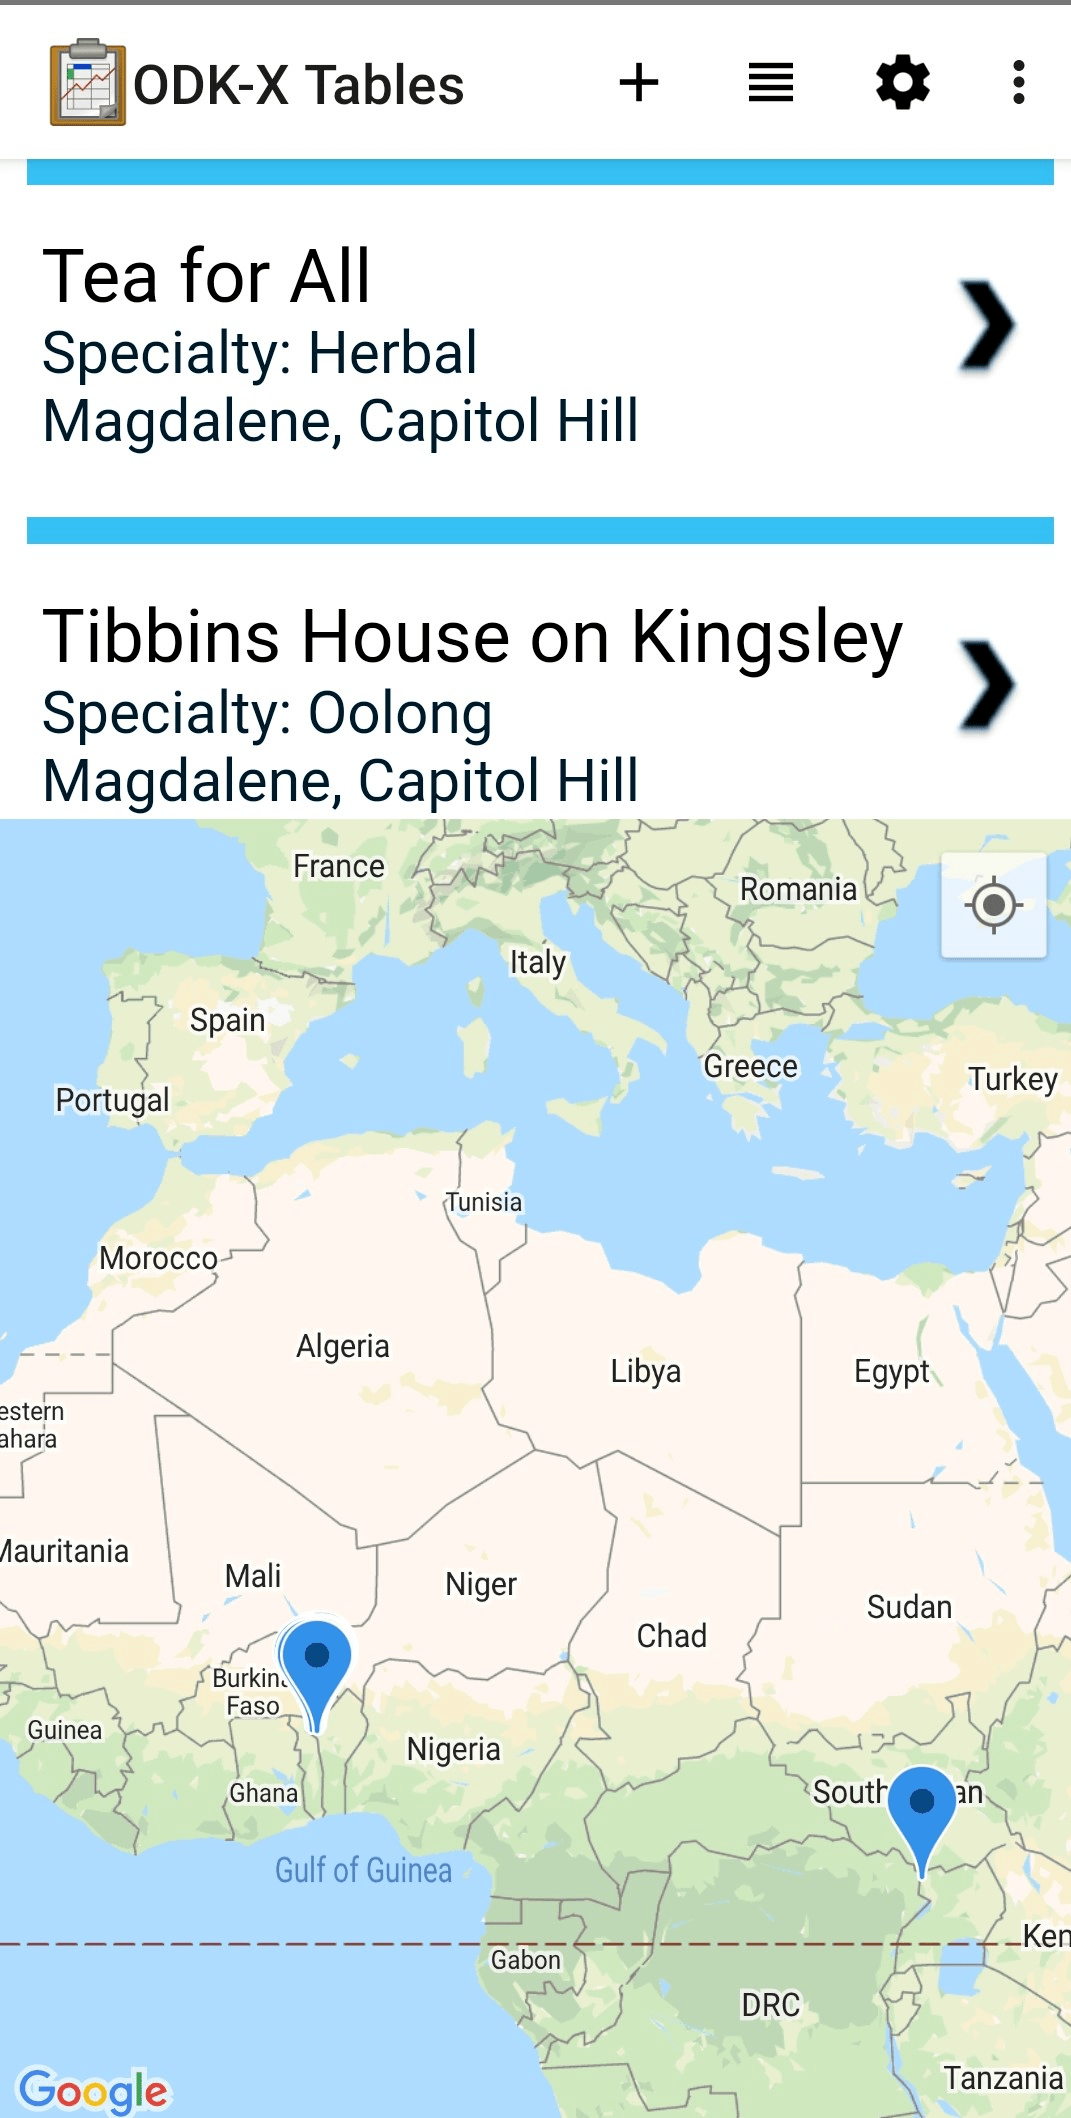 ODK-X Tables
Tea for All
Specialty: Herbal
Magdalene, Capitol Hill
Tibbins House on Kingsley
Specialty: Oolong
Magdalene, Capitol Hill
France
Romania
Italy
Spain
Greece
Turkey
Portugal
Tunisia
Morocco
Algeria
Libya
Egypt
estern
ahara
Mauritania
Mali
Niger
Sudan
Chad
Burkina
Faso
Guinea
Nigeria
Ghana
South an
Gulf of Guinea
Ken
Gabon
DRC
Tanzania
Google